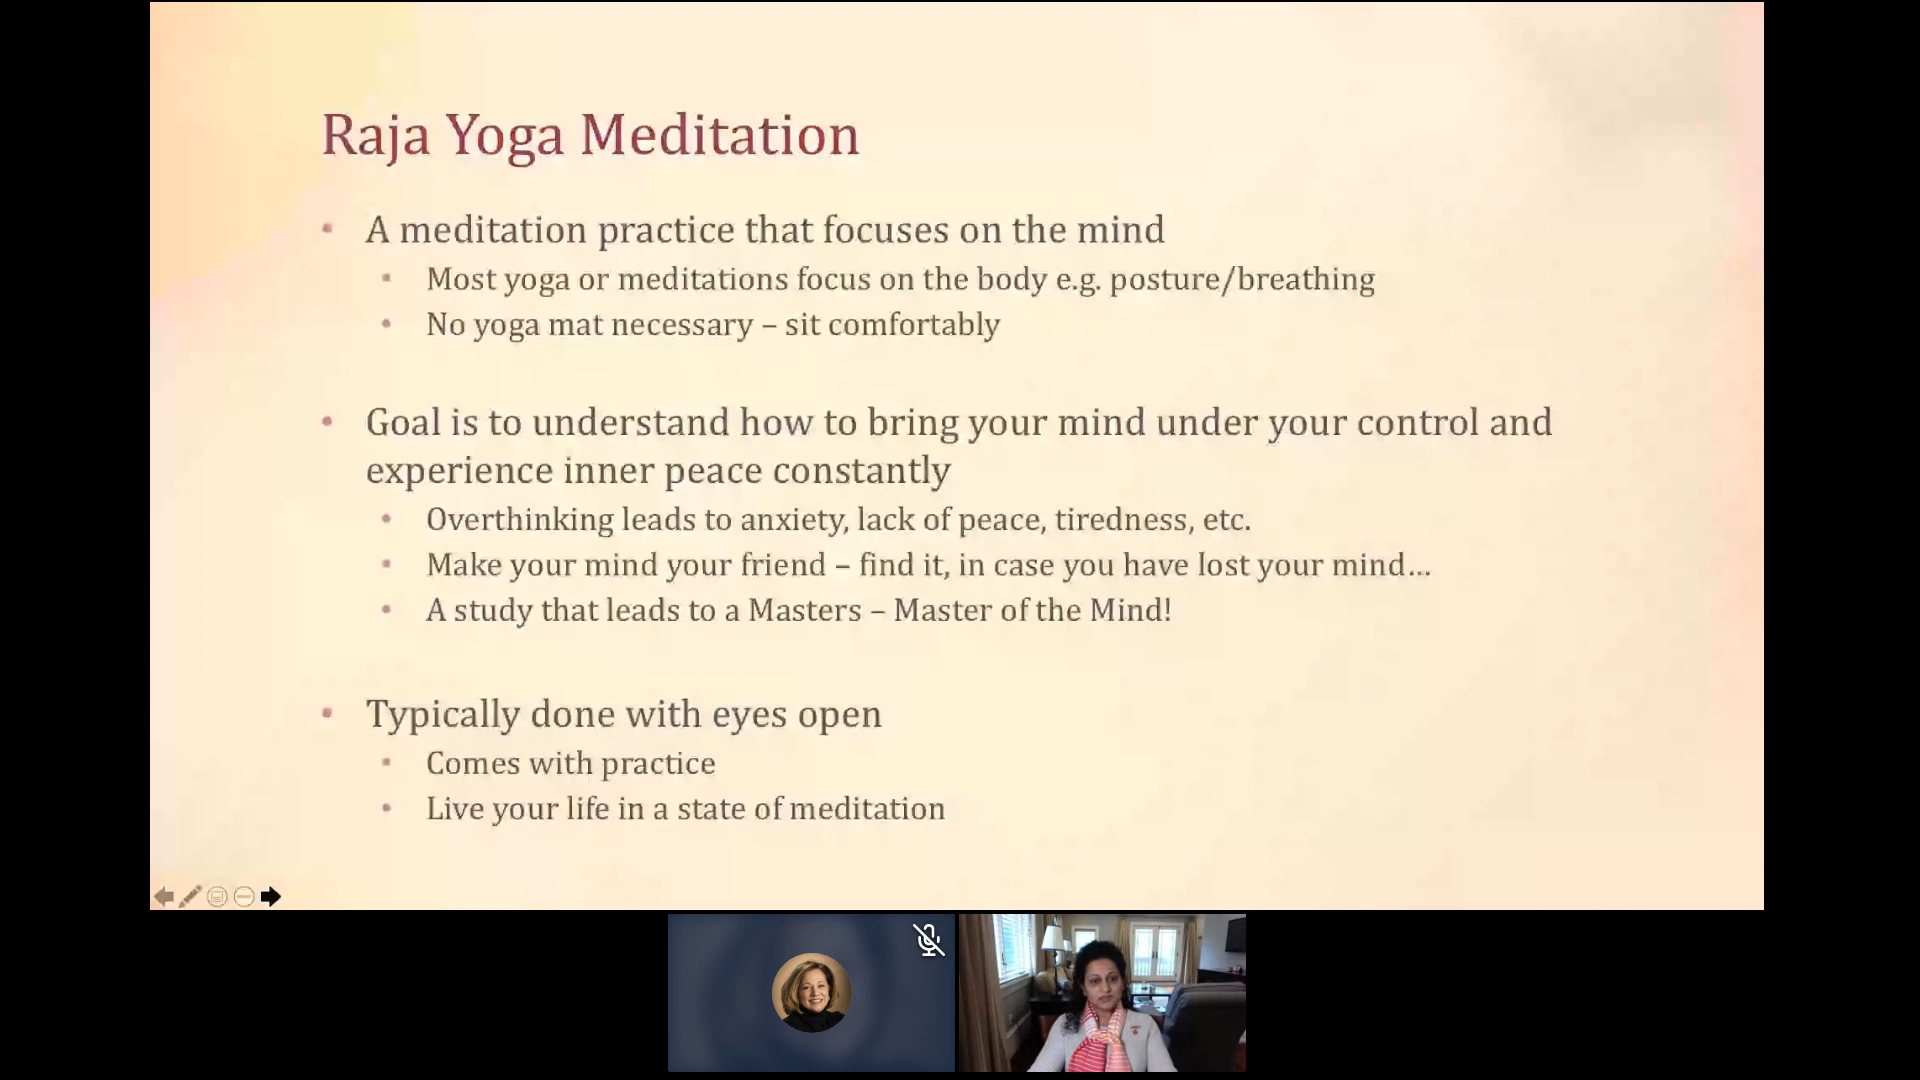 Raja Yoga Meditation
• A meditation practice that focuses on the mind
• Most yoga or meditations focus on the body e.g. posture/breathing
• No yoga mat necessary – sit comfortably
• Goal is to understand how to bring your mind under your control and
experience inner peace constantly
• Overthinking leads to anxiety, lack of peace, tiredness, etc.
• Make your mind your friend – find it, in case you have lost your mind…
• A study that leads to a Masters – Master of the Mind!
• Typically done with eyes open
• Comes with practice
• Live your life in a state of meditation